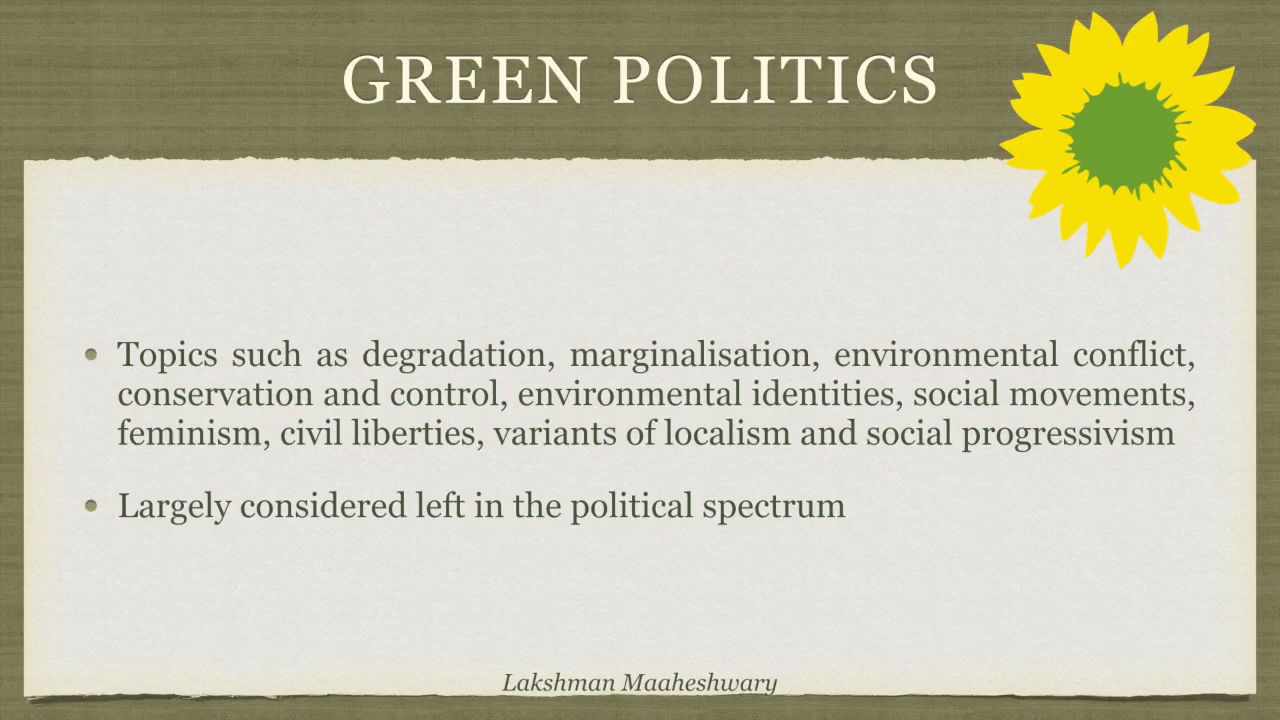 GREEN POLITICS
• Topics such as degradation, marginalisation, environmental conflict,
conservation and control, environmental identities, social movements,
feminism, civil liberties, variants of localism and social progressivism
• Largely considered left in the political spectrum
Lakshman Maaheshwary